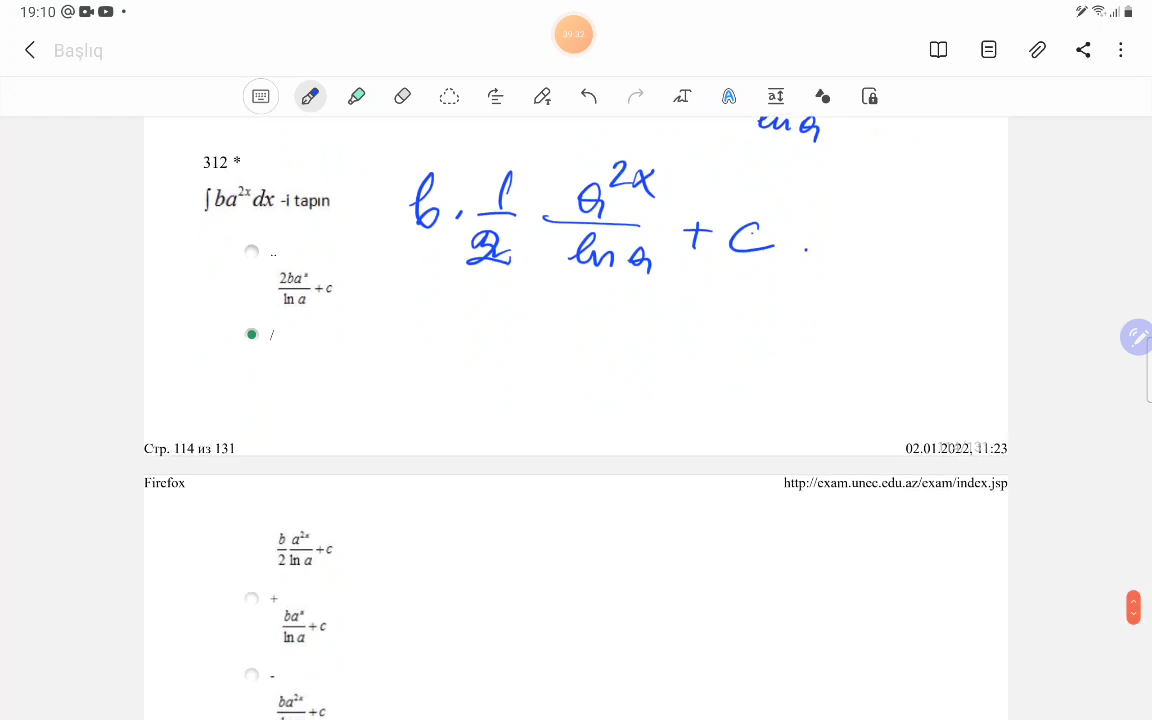 19:10
39:32
Başlıq
ln a
312 *
∫ba^{2x}dx -i tapın
b · 1/2 a^{2x}/ln a + c .
..
2ba^x/ln a + c
/
Стр. 114 из 131
02.01.2022, 11:23
Firefox
http://exam.unec.edu.az/exam/index.jsp
b/2 a^{2x}/ln a + c
+
ba^x/ln a + c
-
ba^{2x} + c